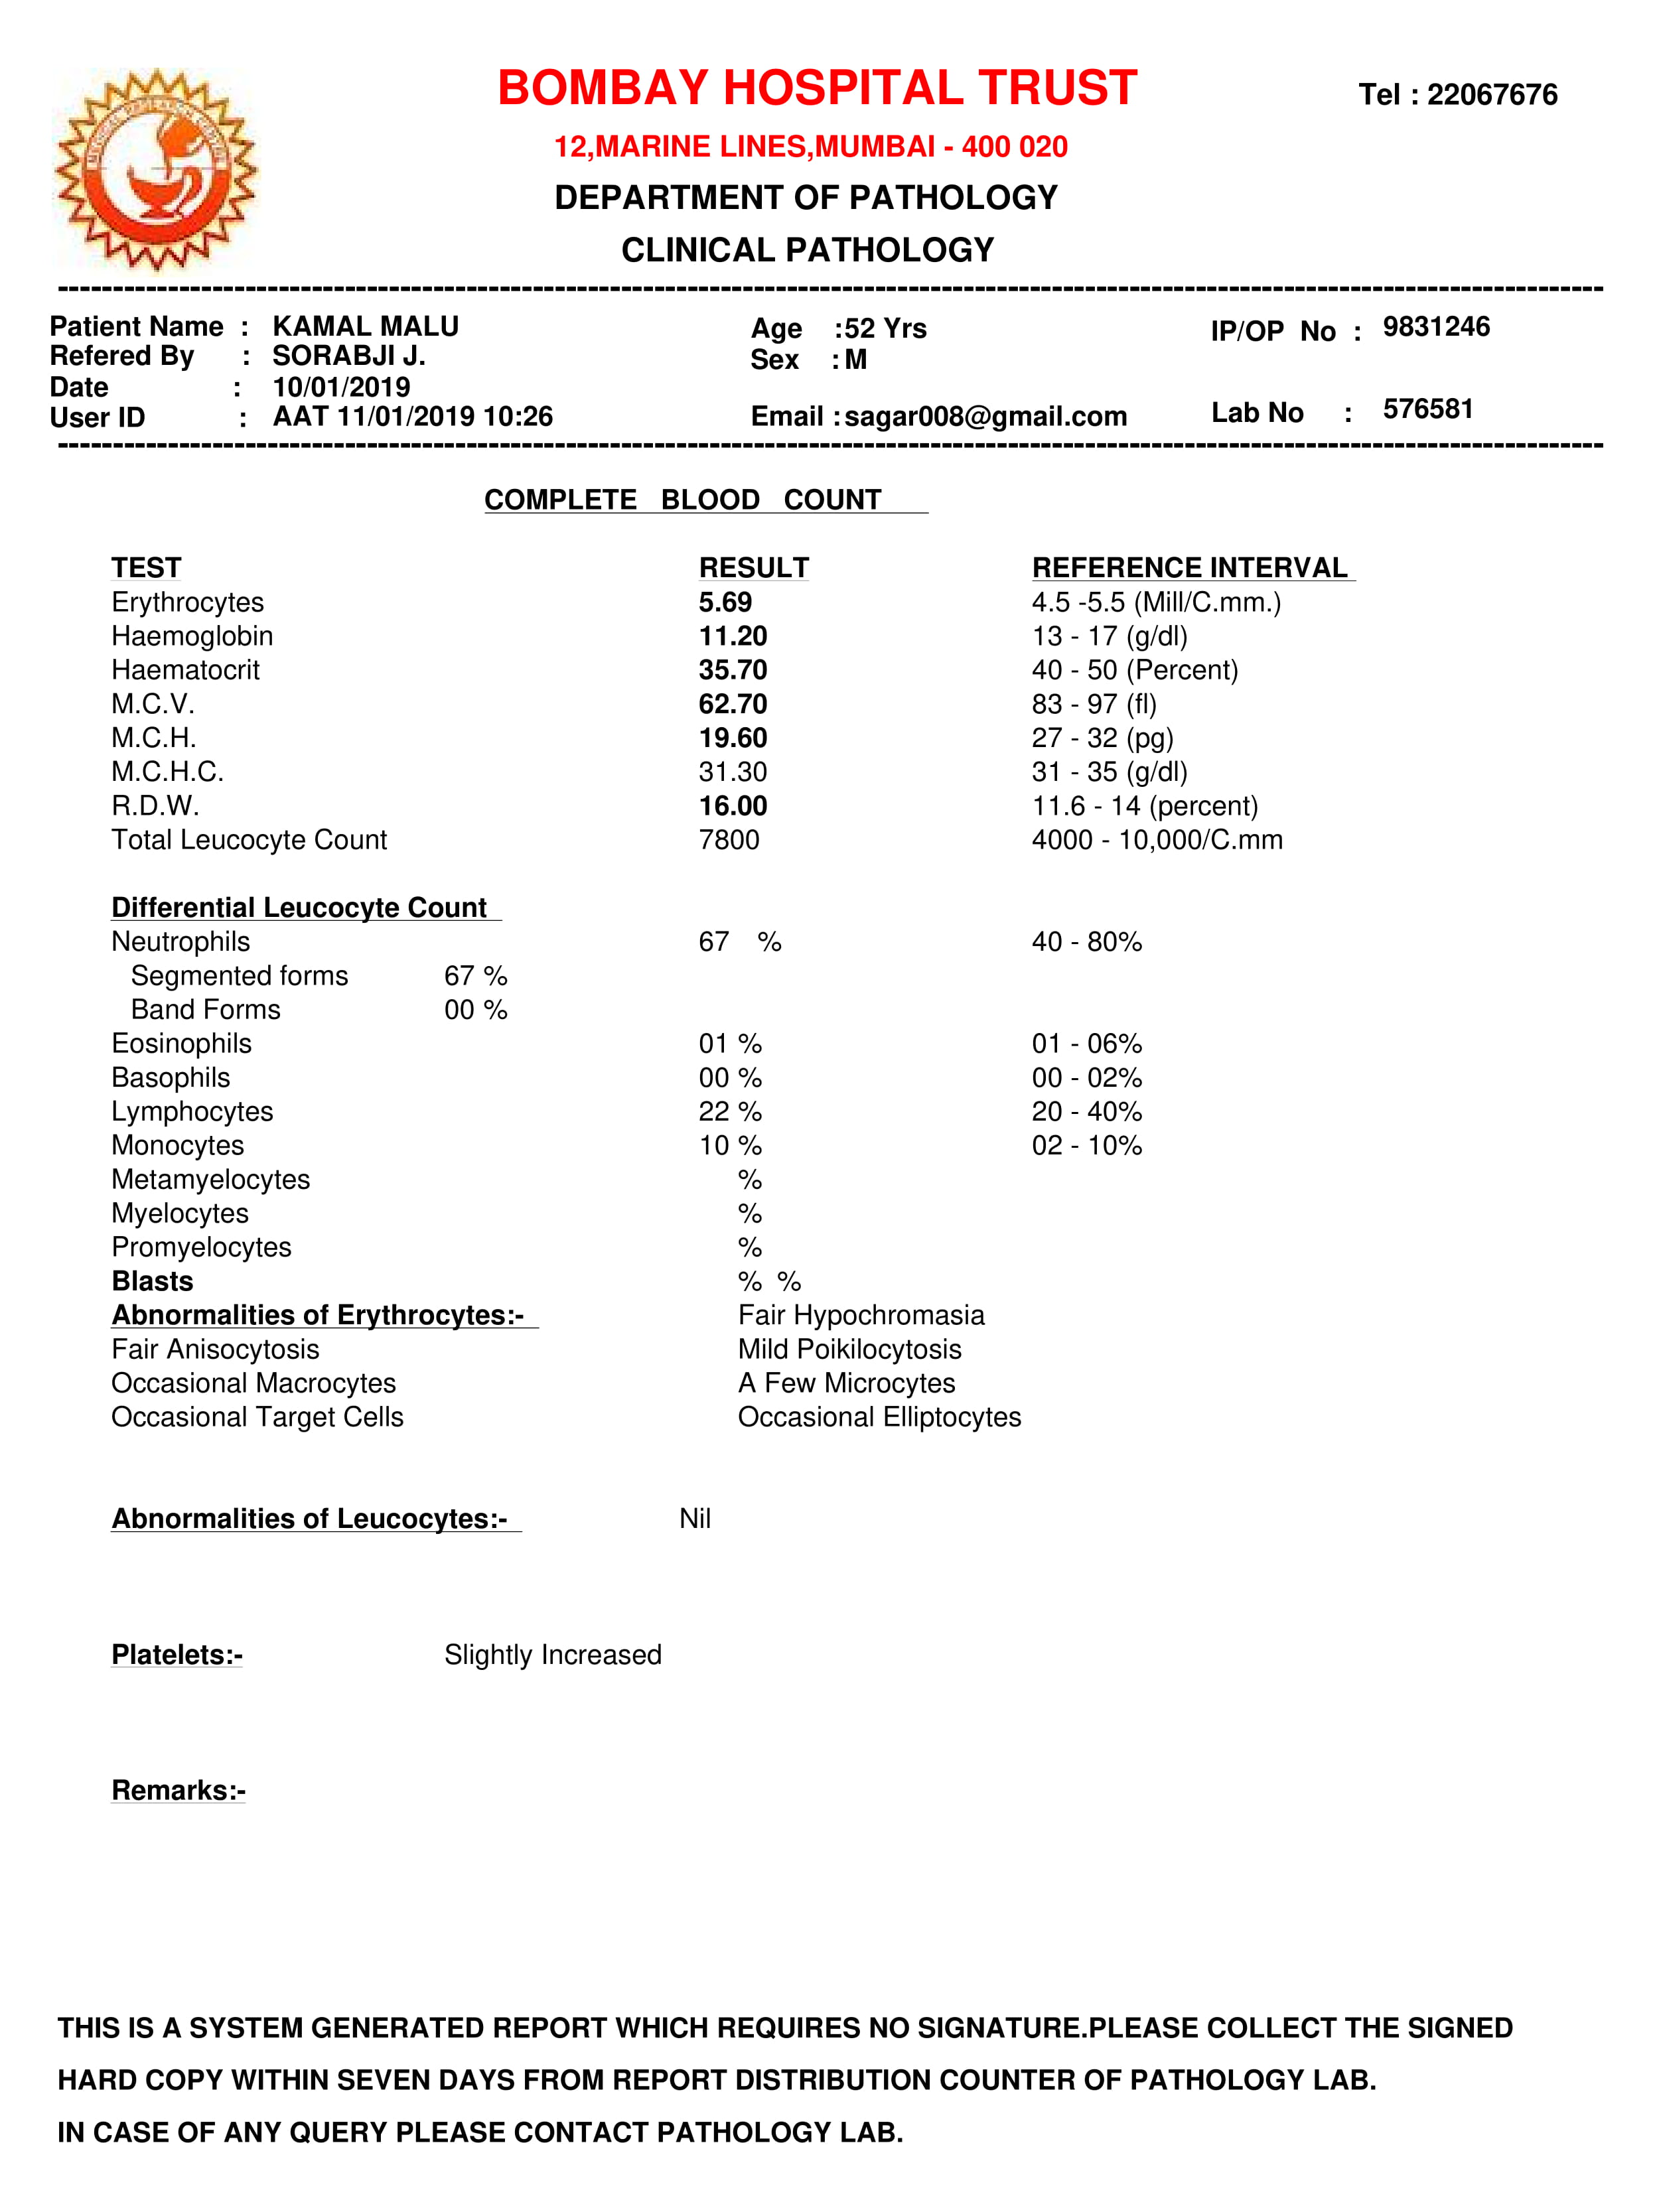 BOMBAY HOSPITAL TRUST Tel : 22067676
12,MARINE LINES,MUMBAI - 400 020
DEPARTMENT OF PATHOLOGY
CLINICAL PATHOLOGY
Patient Name : KAMAL MALU Age :52 Yrs IP/OP No : 9831246
Refered By : SORABJI J. Sex : M
Date : 10/01/2019
User ID : AAT 11/01/2019 10:26 Email : sagar008@gmail.com Lab No : 576581
COMPLETE BLOOD COUNT
TEST RESULT REFERENCE INTERVAL
Erythrocytes 5.69 4.5 -5.5 (Mill/C.mm.)
Haemoglobin 11.20 13 - 17 (g/dl)
Haematocrit 35.70 40 - 50 (Percent)
M.C.V. 62.70 83 - 97 (fl)
M.C.H. 19.60 27 - 32 (pg)
M.C.H.C. 31.30 31 - 35 (g/dl)
R.D.W. 16.00 11.6 - 14 (percent)
Total Leucocyte Count 7800 4000 - 10,000/C.mm
Differential Leucocyte Count
Neutrophils 67 % 40 - 80%
Segmented forms 67 %
Band Forms 00 %
Eosinophils 01 % 01 - 06%
Basophils 00 % 00 - 02%
Lymphocytes 22 % 20 - 40%
Monocytes 10 % 02 - 10%
Metamyelocytes %
Myelocytes %
Promyelocytes %
Blasts % %
Abnormalities of Erythrocytes:- Fair Hypochromasia
Fair Anisocytosis Mild Poikilocytosis
Occasional Macrocytes A Few Microcytes
Occasional Target Cells Occasional Elliptocytes
Abnormalities of Leucocytes:- Nil
Platelets:- Slightly Increased
Remarks:-
THIS IS A SYSTEM GENERATED REPORT WHICH REQUIRES NO SIGNATURE.PLEASE COLLECT THE SIGNED
HARD COPY WITHIN SEVEN DAYS FROM REPORT DISTRIBUTION COUNTER OF PATHOLOGY LAB.
IN CASE OF ANY QUERY PLEASE CONTACT PATHOLOGY LAB.